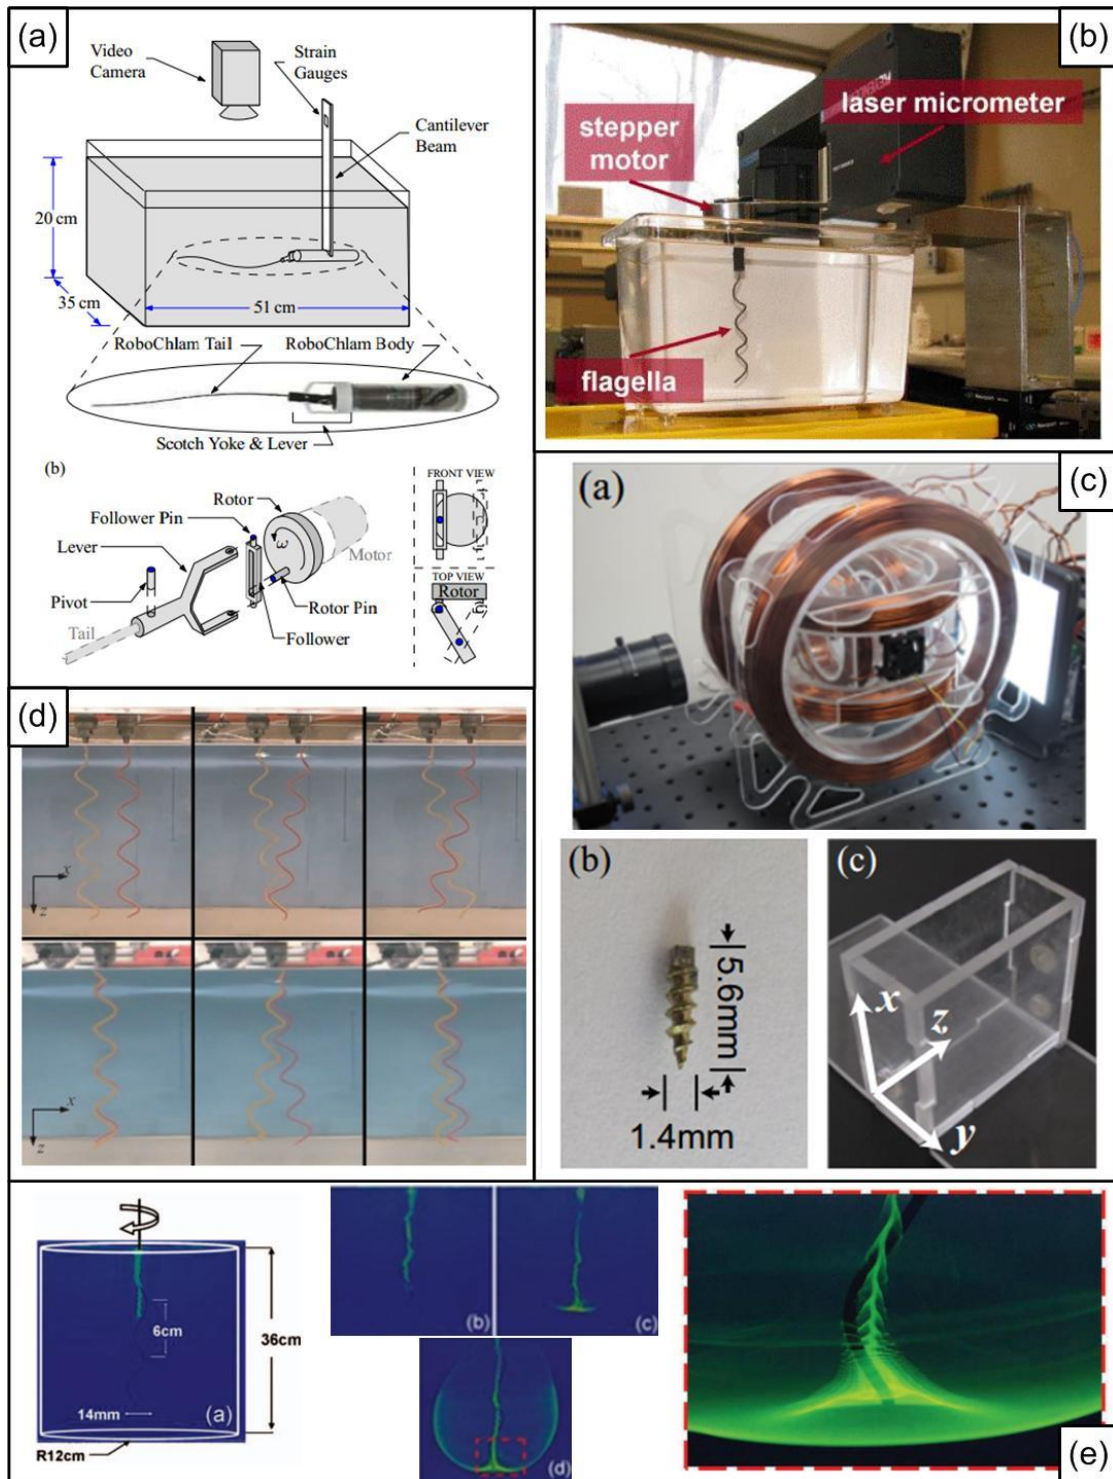 (a)
Video
Camera
Strain
Gauges
Cantilever
Beam
20 cm
35 cm
51 cm
RoboChlam Tail
RoboChlam Body
Scotch Yoke & Lever
(b)
Rotor
Follower Pin
Lever
ω
Motor
Pivot
Rotor Pin
Tail
Follower
FRONT VIEW
TOP VIEW
Rotor
(b)
laser micrometer
stepper
motor
flagella
(c)
(a)
(b)
5.6mm
1.4mm
(c)
x
z
y
(d)
x
z
x
z
6cm
36cm
14mm
(a)
R12cm
(b)
(c)
(d)
(e)